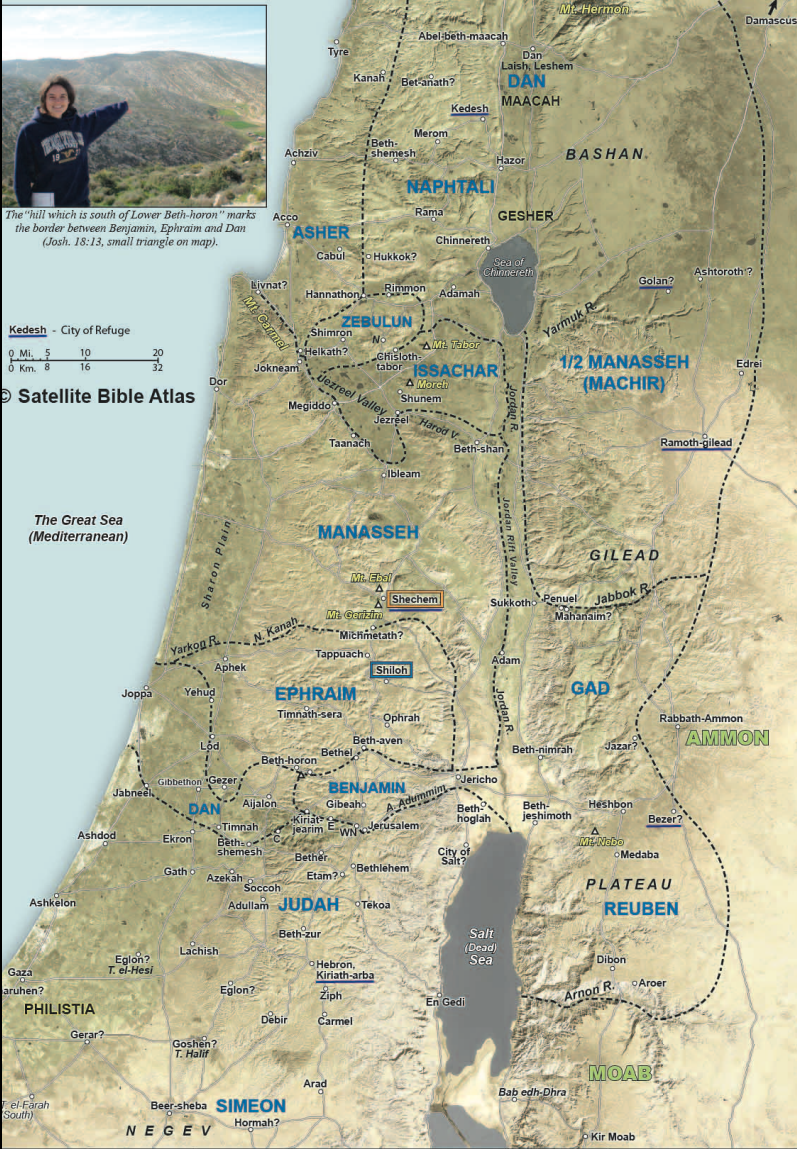 Mt. Hermon
Damascus
Tyre
Abel-beth-maacah
Dan
Laish, Leshem
DAN
MAACAH
Kanah
Bet-anath?
Kedesh
BASHAN
Merom
Beth-
shemesh
Achziv
Hazor
NAPHTALI
The "hill which is south of Lower Beth-horon" marks
the border between Benjamin, Ephraim and Dan
(Josh. 18:13, small triangle on map).
Acco
Rama
GESHER
ASHER
Chinnereth
Cabul
Hukkok?
Sea of
Chinnereth
Golan?
Ashtoroth ?
Livnat?
Hannathon
Rimmon
Adamah
Mt. Carmel
ZEBULUN
Yarmuk R.
Kedesh - City of Refuge
Shimron
N
Mt. Tabor
0 Mi. 5 10 20
0 Km. 8 16 32
Helkath?
Chisloth-
tabor
Jokneam
ISSACHAR
1/2 MANASSEH
(MACHIR)
Edrei
Dor
Moreh
© Satellite Bible Atlas
Jezreel Valley
Shunem
Jordan R.
Megiddo
Jezreel
Harod V.
Taanach
Beth-shan
Ramoth-gilead
Ibleam
The Great Sea
(Mediterranean)
Sharon Plain
MANASSEH
Jordan Rift Valley
GILEAD
Mt. Ebal
Shechem
Mt. Gerizim
Sukkoth
Penuel
Jabbok R.
Mahanaim?
Yarkon R.
N. Kanah
Michmetath?
Tappuach
Shiloh
Adam
Aphek
Joppa
Yehud
EPHRAIM
GAD
Timnath-sera
Ophrah
Jordan R.
Rabbath-Ammon
Lod
Beth-aven
Bethel
Beth-horon
Beth-nimrah
Jazar?
AMMON
Gibbethon
Gezer
Jericho
Jabneel
BENJAMIN
DAN
Aijalon
Gibeah
A. Adummim
Beth-
hoglah
Beth-
jeshimoth
Heshbon
Bezer?
Kiriat-
jearim
E
WN
Jerusalem
Ashdod
Ekron
Timnah
C
Beth-
shemesh
Mt. Nebo
Bether
City of
Salt?
Medaba
Gath
Azekah
Etam?
Bethlehem
Soccoh
PLATEAU
Ashkelon
Adullam
JUDAH
Tekoa
REUBEN
Beth-zur
Salt
(Dead)
Sea
Lachish
Eglon?
T. el-Hesi
Hebron,
Kiriath-arba
Dibon
Gaza
aruhen?
Eglon?
Ziph
En Gedi
Arnon R.
Aroer
PHILISTIA
Debir
Carmel
Gerar?
Goshen?
T. Halif
MOAB
Arad
Bab edh-Dhra
T. el-Farah
(South)
Beer-sheba
SIMEON
Hormah?
NEGEV
Kir Moab